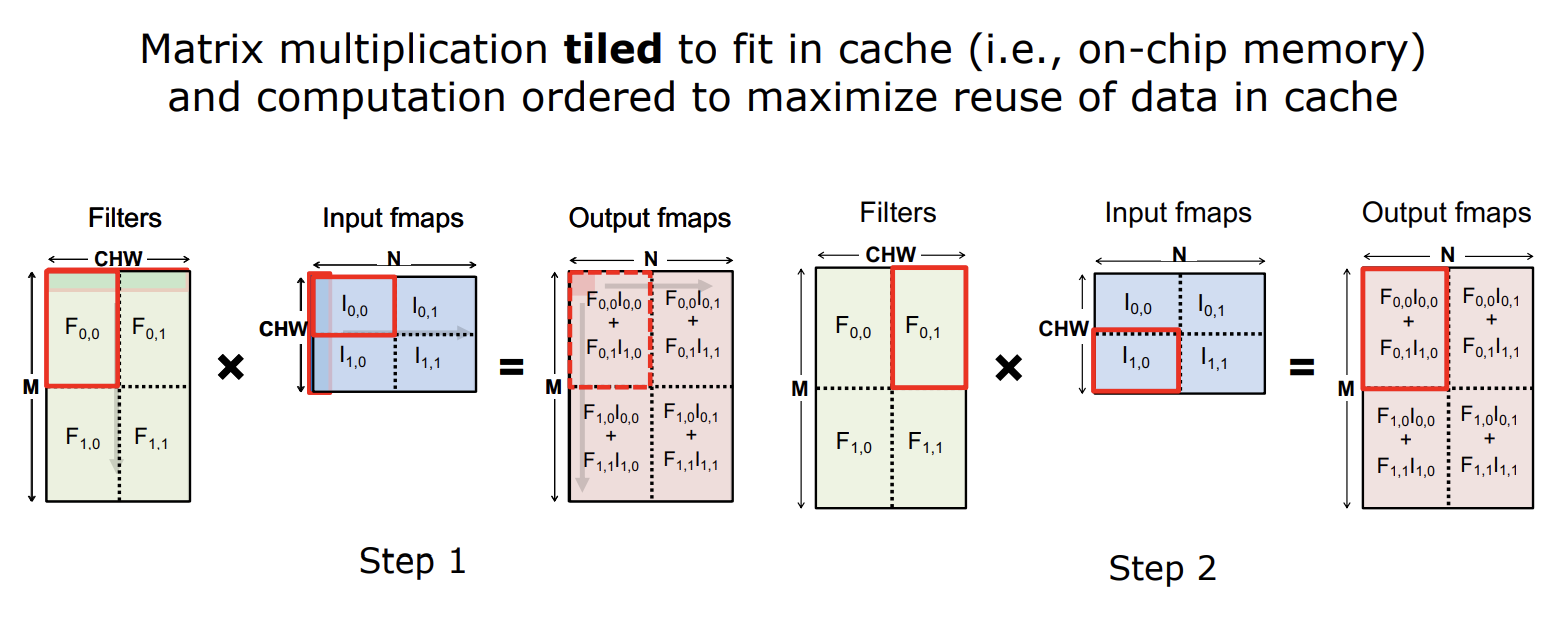 Matrix multiplication tiled to fit in cache (i.e., on-chip memory)
and computation ordered to maximize reuse of data in cache
Filters
CHW
M
F0,0
F0,1
F1,0
F1,1
×
Input fmaps
N
CHW
I0,0
I0,1
I1,0
I1,1
=
Output fmaps
N
M
F0,0I0,0
+
F0,1I1,0
F0,0I0,1
+
F0,1I1,1
F1,0I0,0
+
F1,1I1,0
F1,0I0,1
+
F1,1I1,1
Step 1
Filters
CHW
M
F0,0
F0,1
F1,0
F1,1
×
Input fmaps
N
CHW
I0,0
I0,1
I1,0
I1,1
=
Output fmaps
N
M
F0,0I0,0
+
F0,1I1,0
F0,0I0,1
+
F0,1I1,1
F1,0I0,0
+
F1,1I1,0
F1,0I0,1
+
F1,1I1,1
Step 2